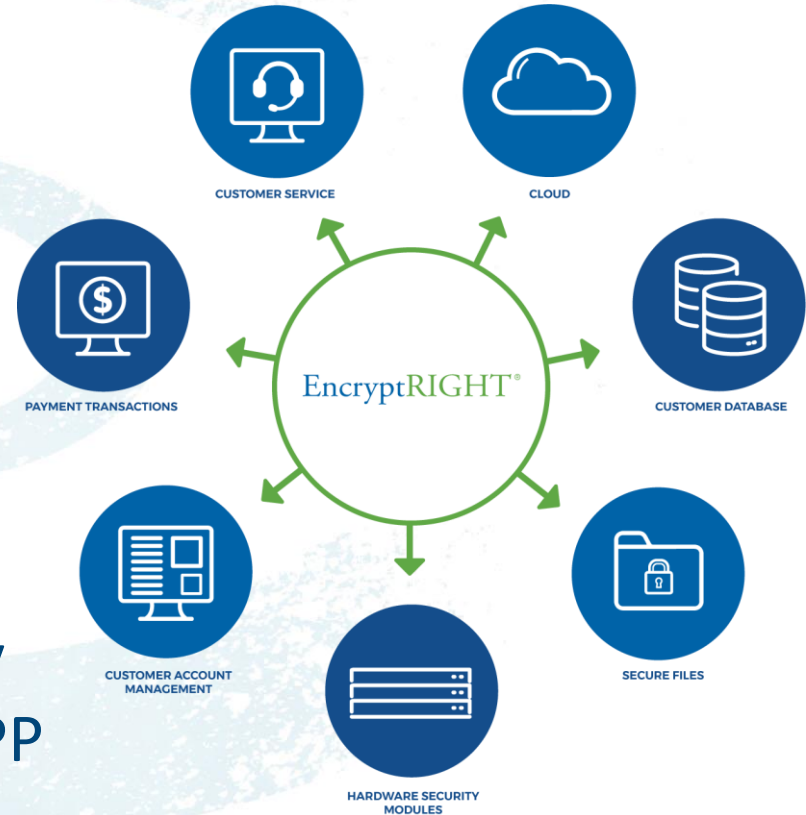 CUSTOMER SERVICE
CLOUD
$
PAYMENT TRANSACTIONS
EncryptRIGHT®
CUSTOMER DATABASE
CUSTOMER ACCOUNT
MANAGEMENT
SECURE FILES
HARDWARE SECURITY
MODULES